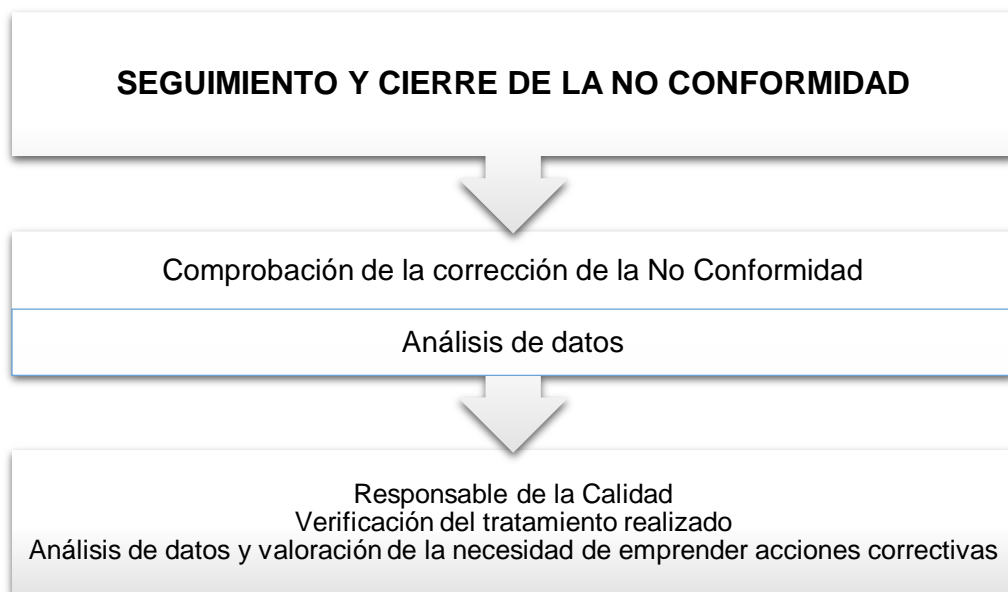 SEGUIMIENTO Y CIERRE DE LA NO CONFORMIDAD
Comprobación de la corrección de la No Conformidad
Análisis de datos
Responsable de la Calidad
Verificación del tratamiento realizado
Análisis de datos y valoración de la necesidad de emprender acciones correctivas